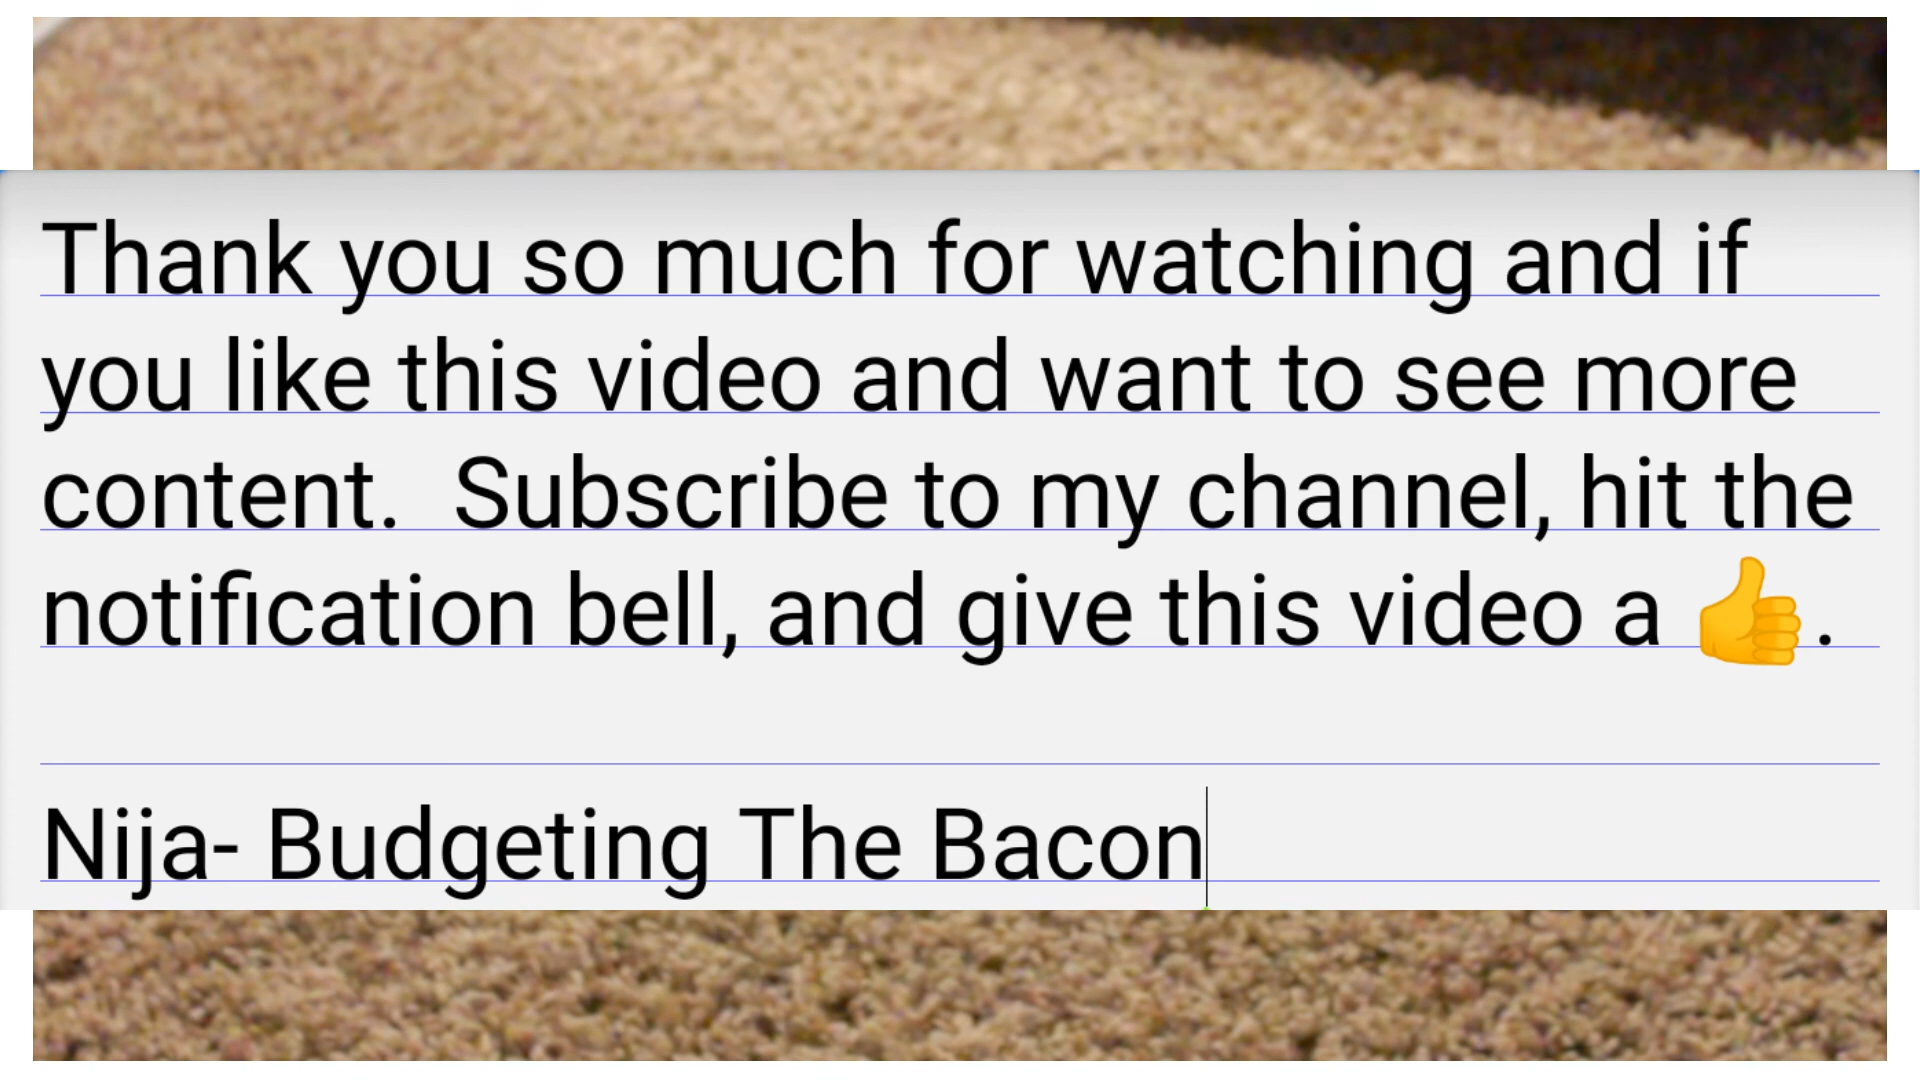 Thank you so much for watching and if
you like this video and want to see more
content.  Subscribe to my channel, hit the
notification bell, and give this video a 👍.
Nija- Budgeting The Bacon